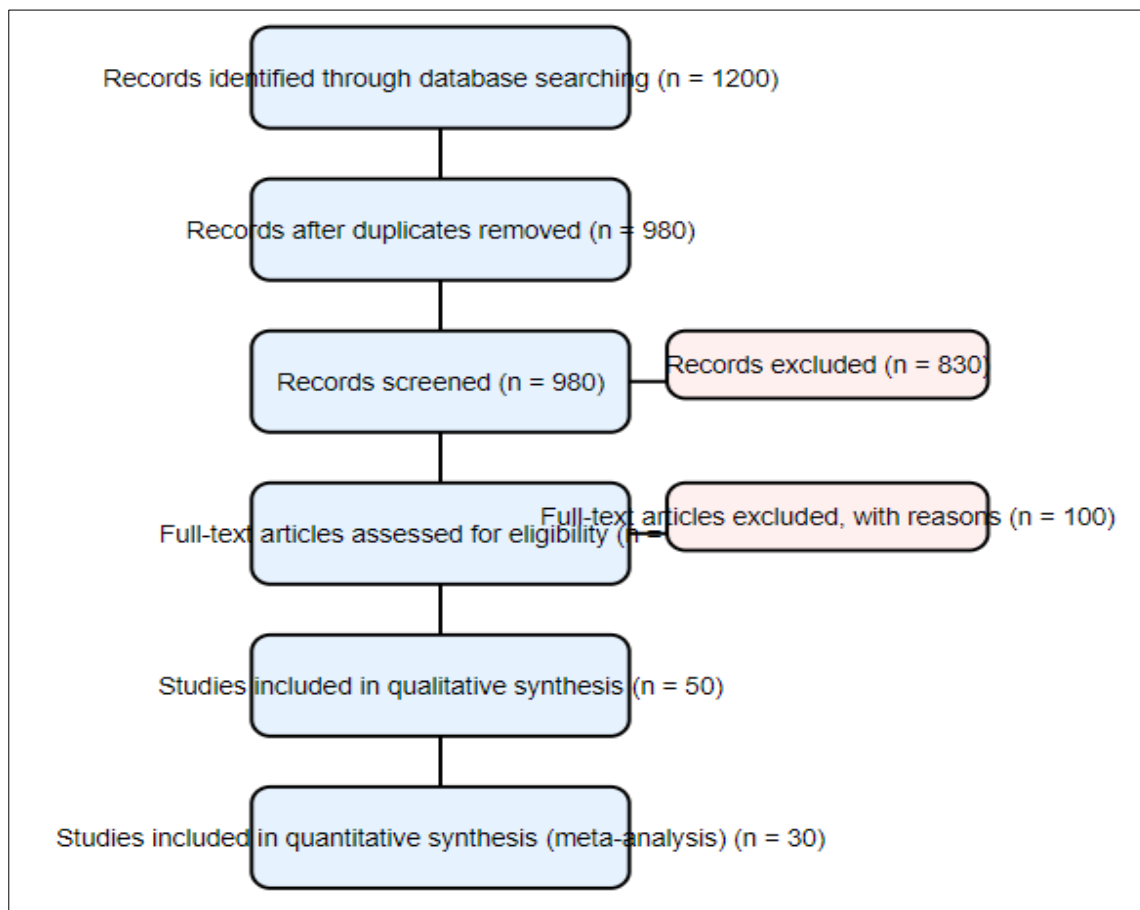 Records identified through database searching (n = 1200)
Records after duplicates removed (n = 980)
Records screened (n = 980)
Records excluded (n = 830)
Full-text articles assessed for eligibility (n =
Full-text articles excluded, with reasons (n = 100)
Studies included in qualitative synthesis (n = 50)
Studies included in quantitative synthesis (meta-analysis) (n = 30)